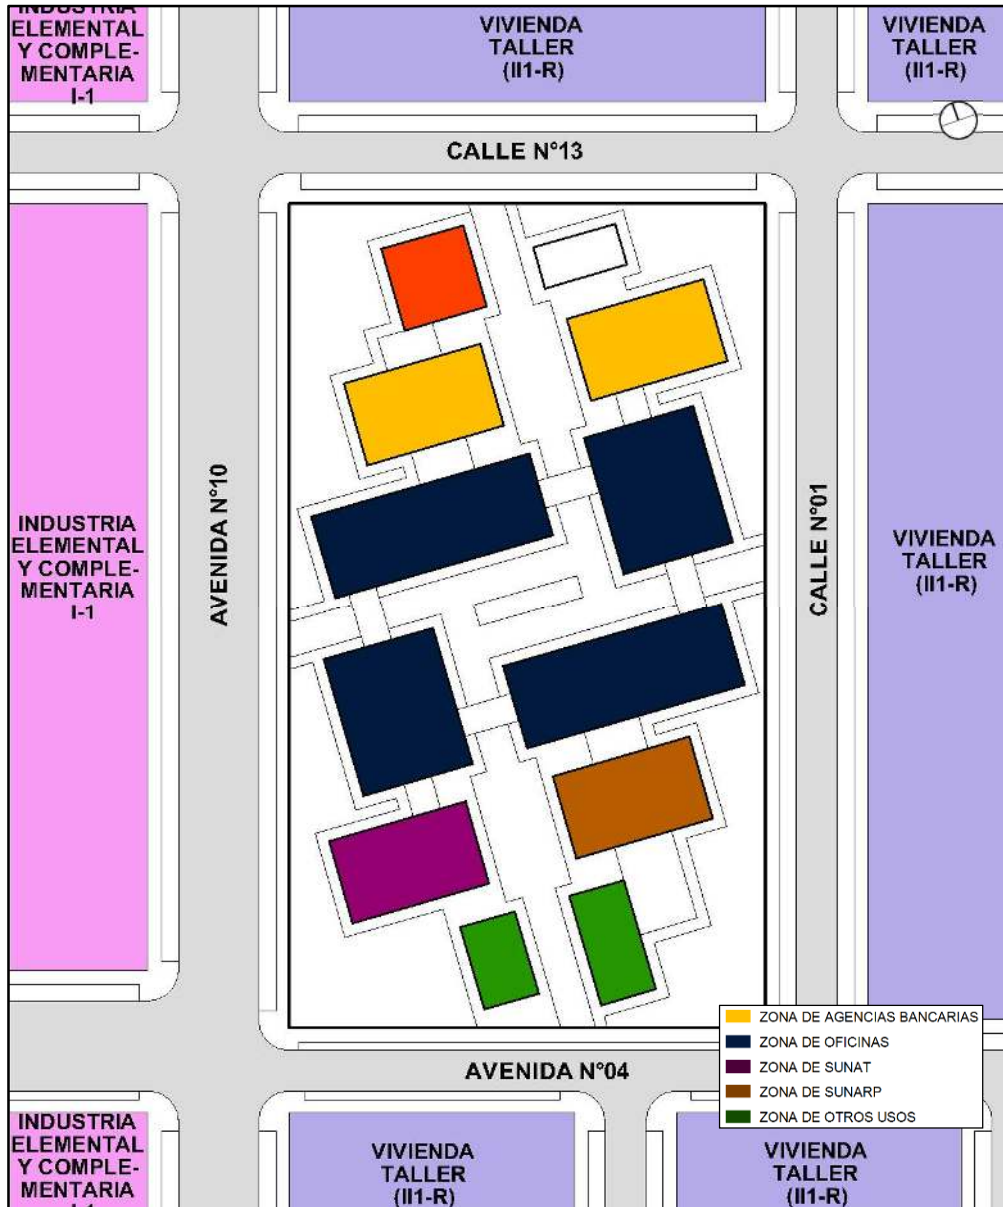 INDUSTRIA
ELEMENTAL
Y COMPLE-
MENTARIA
I-1
VIVIENDA
TALLER
(II1-R)
VIVIENDA
TALLER
(II1-R)
CALLE N°13
INDUSTRIA
ELEMENTAL
Y COMPLE-
MENTARIA
I-1
AVENIDA N°10
CALLE N°01
VIVIENDA
TALLER
(II1-R)
ZONA DE AGENCIAS BANCARIAS
ZONA DE OFICINAS
ZONA DE SUNAT
ZONA DE SUNARP
ZONA DE OTROS USOS
AVENIDA N°04
INDUSTRIA
ELEMENTAL
Y COMPLE-
MENTARIA
I-1
VIVIENDA
TALLER
(II1-R)
VIVIENDA
TALLER
(II1-R)